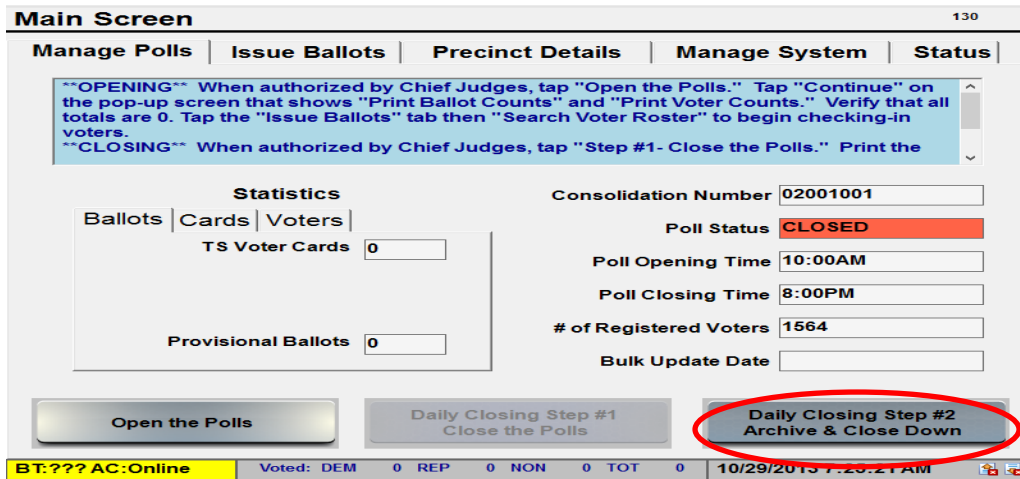 Main Screen 130
Manage Polls Issue Ballots Precinct Details Manage System Status
**OPENING** When authorized by Chief Judges, tap "Open the Polls." Tap "Continue" on
the pop-up screen that shows "Print Ballot Counts" and "Print Voter Counts." Verify that all
totals are 0. Tap the "Issue Ballots" tab then "Search Voter Roster" to begin checking-in
voters.
**CLOSING** When authorized by Chief Judges, tap "Step #1- Close the Polls." Print the
Statistics
Ballots Cards Voters
TS Voter Cards 0
Provisional Ballots 0
Consolidation Number 02001001
Poll Status CLOSED
Poll Opening Time 10:00AM
Poll Closing Time 8:00PM
# of Registered Voters 1564
Bulk Update Date
Open the Polls
Daily Closing Step #1
Close the Polls
Daily Closing Step #2
Archive & Close Down
BT:??? AC:Online Voted: DEM 0 REP 0 NON 0 TOT 0 10/29/2013 7:25:21 AM